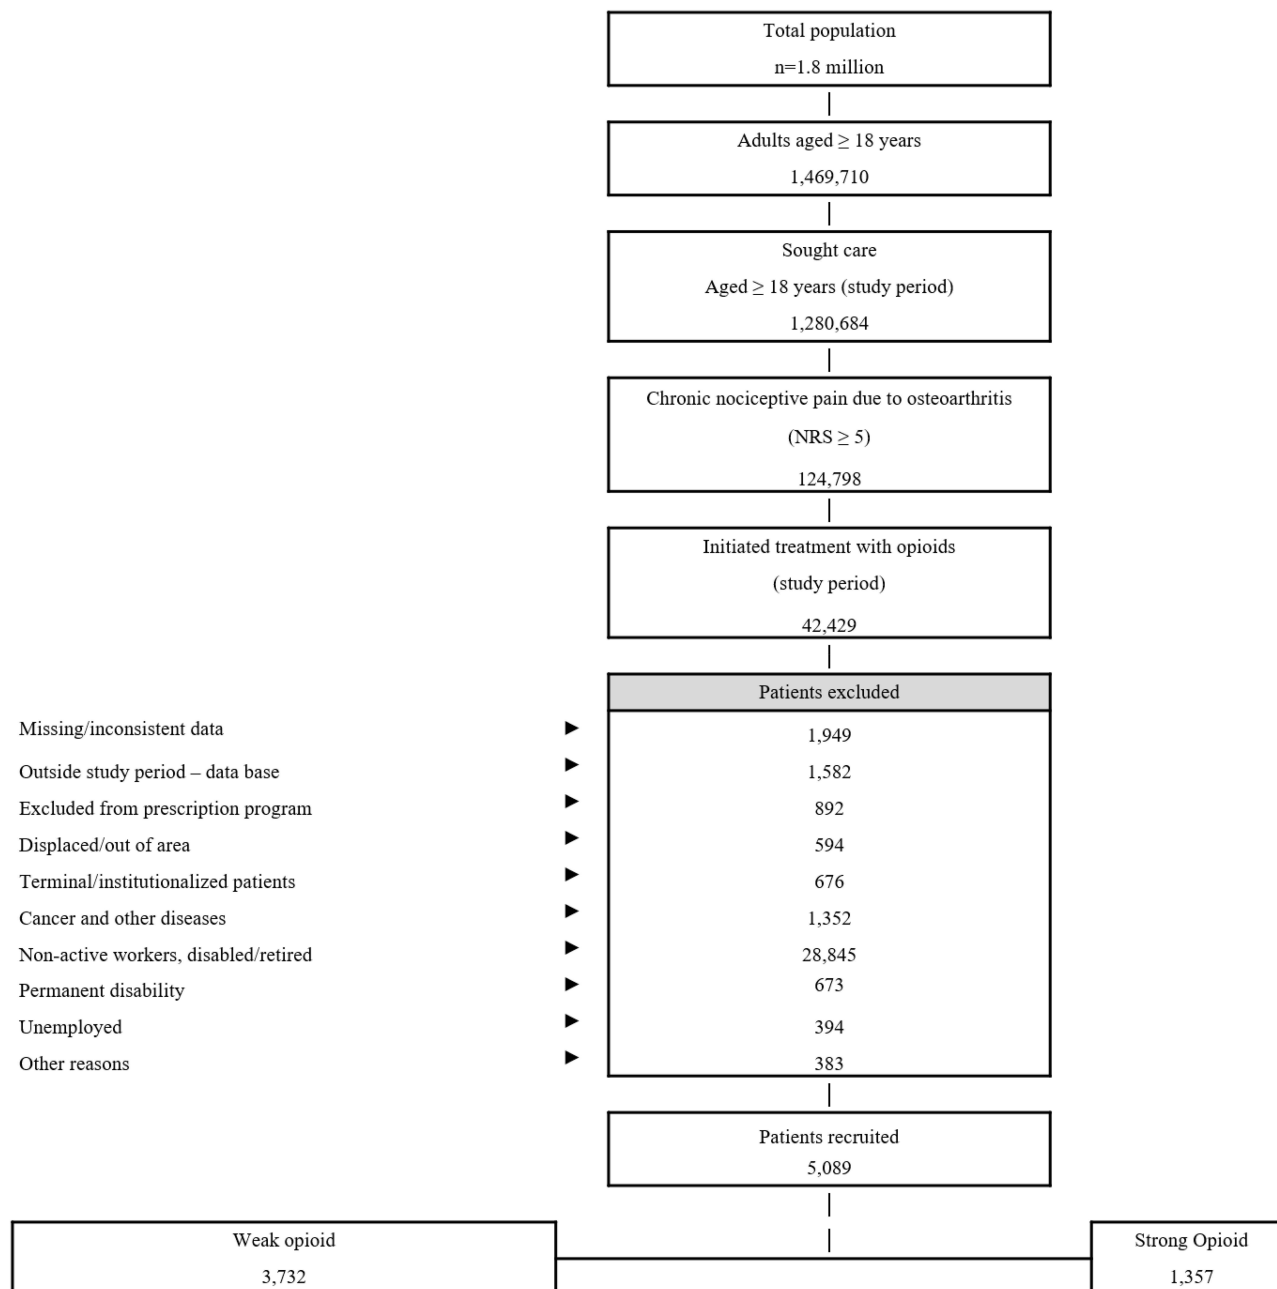 Total population
n=1.8 million
Adults aged ≥ 18 years
1,469,710
Sought care
Aged ≥ 18 years (study period)
1,280,684
Chronic nociceptive pain due to osteoarthritis
(NRS ≥ 5)
124,798
Initiated treatment with opioids
(study period)
42,429
Patients excluded
Missing/inconsistent data ► 1,949
Outside study period – data base ► 1,582
Excluded from prescription program ► 892
Displaced/out of area ► 594
Terminal/institutionalized patients ► 676
Cancer and other diseases ► 1,352
Non-active workers, disabled/retired ► 28,845
Permanent disability ► 673
Unemployed ► 394
Other reasons ► 383
Patients recruited
5,089
Weak opioid
3,732
Strong Opioid
1,357